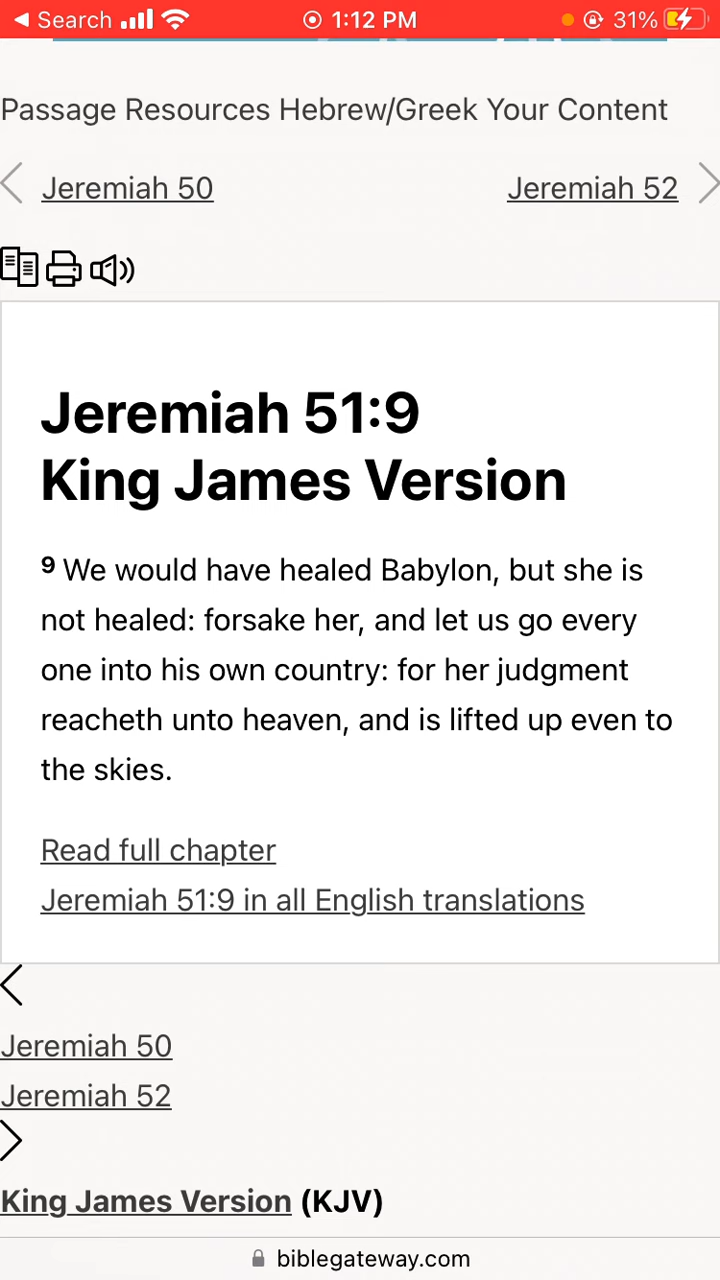 Search 1:12 PM 31%
Passage Resources Hebrew/Greek Your Content
Jeremiah 50 Jeremiah 52
Jeremiah 51:9
King James Version
9 We would have healed Babylon, but she is
not healed: forsake her, and let us go every
one into his own country: for her judgment
reacheth unto heaven, and is lifted up even to
the skies.
Read full chapter
Jeremiah 51:9 in all English translations
Jeremiah 50
Jeremiah 52
King James Version (KJV)
biblegateway.com